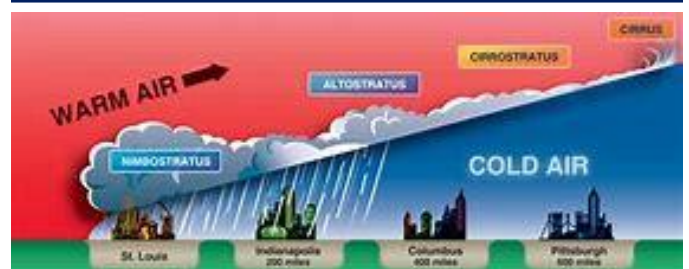 CIRRUS
CIRROSTRATUS
ALTOSTRATUS
WARM AIR
NIMBOSTRATUS
COLD AIR
St. Louis
Indianapolis
200 miles
Columbus
400 miles
Pittsburgh
600 miles